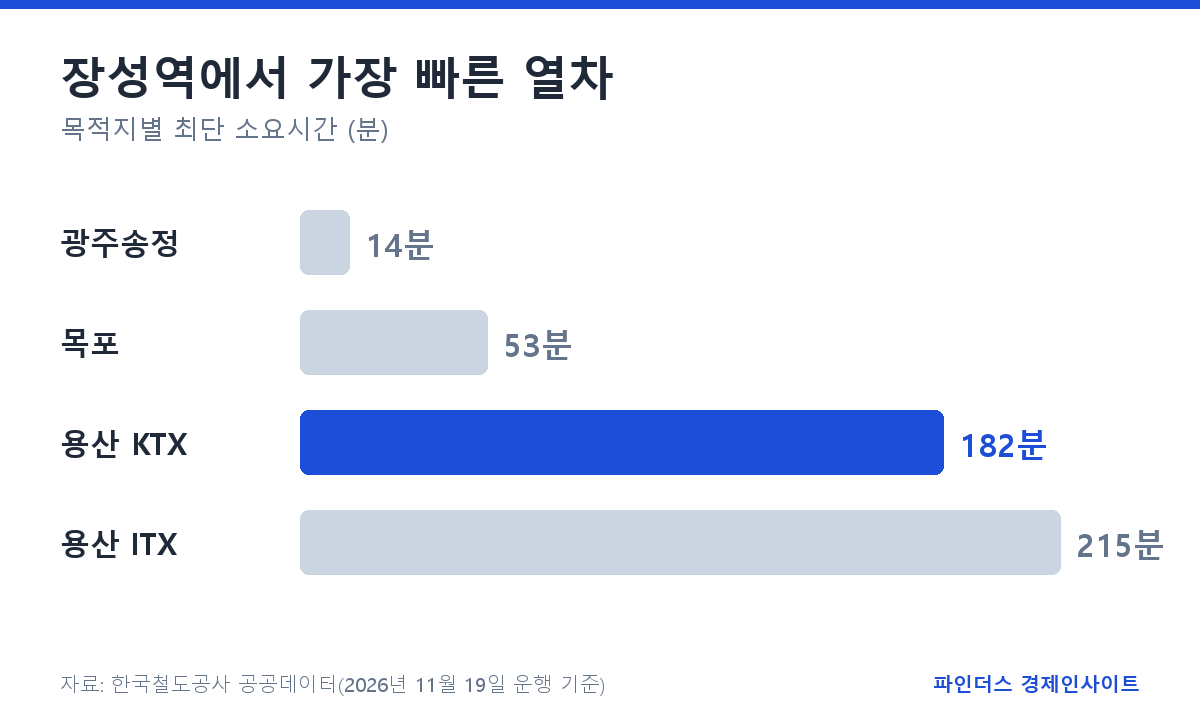 장성역에서 가장 빠른 열차
목적지별 최단 소요시간 (분)
광주송정 14분
목포 53분
용산 KTX 182분
용산 ITX 215분
자료: 한국철도공사 공공데이터(2026년 11월 19일 운행 기준) 파인더스 경제인사이트